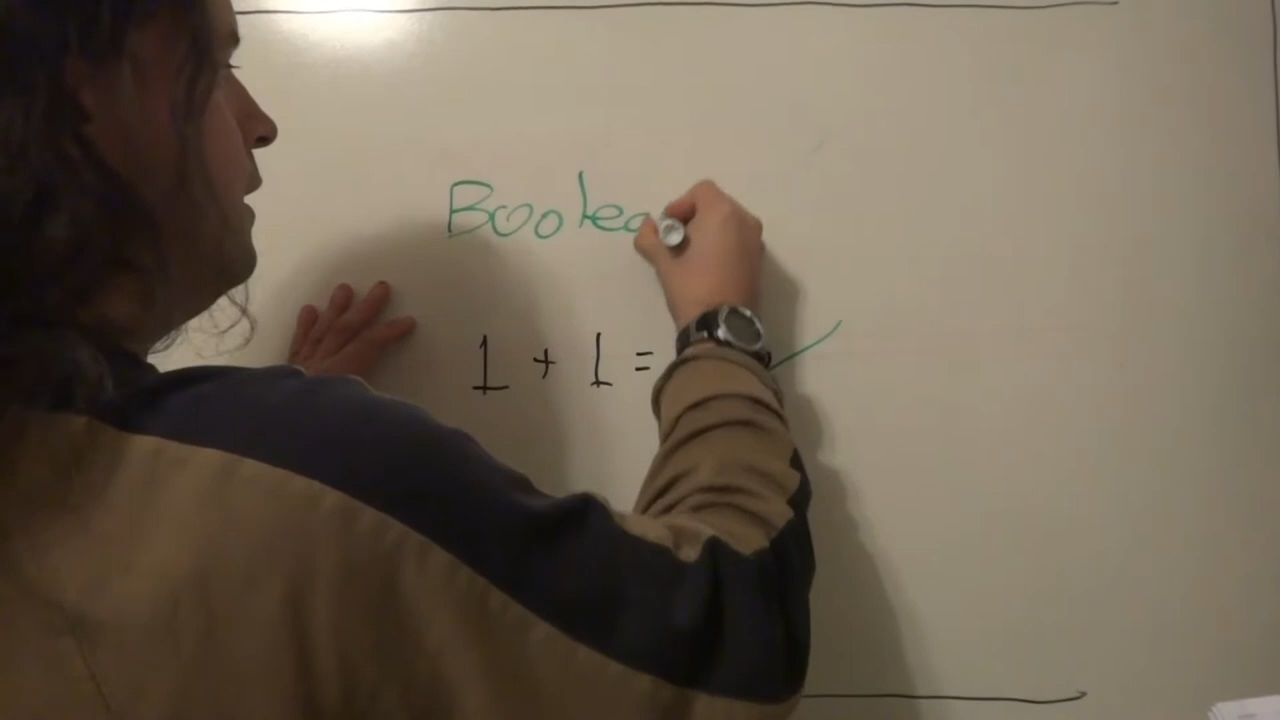 Boolea
1 + 1 =